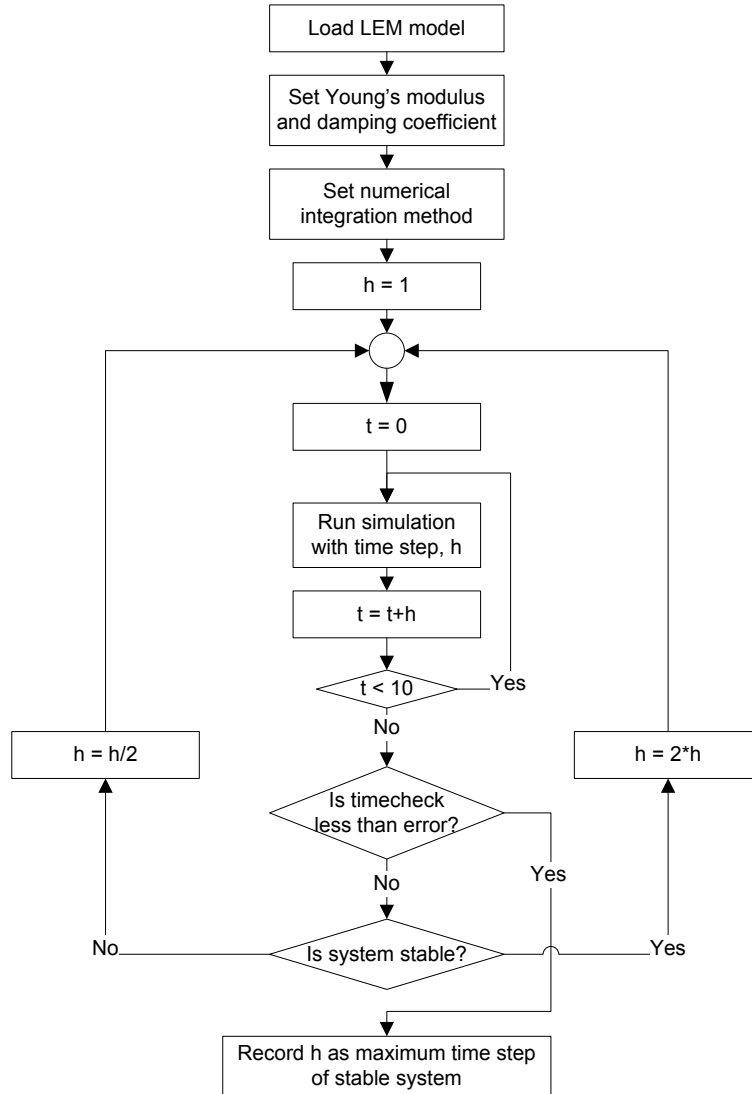 Load LEM model
Set Young's modulus
and damping coefficient
Set numerical
integration method
h = 1
t = 0
Run simulation
with time step, h
t = t+h
t < 10
Yes
No
h = h/2
h = 2*h
Is timecheck
less than error?
Yes
No
Is system stable?
No
Yes
Record h as maximum time step
of stable system